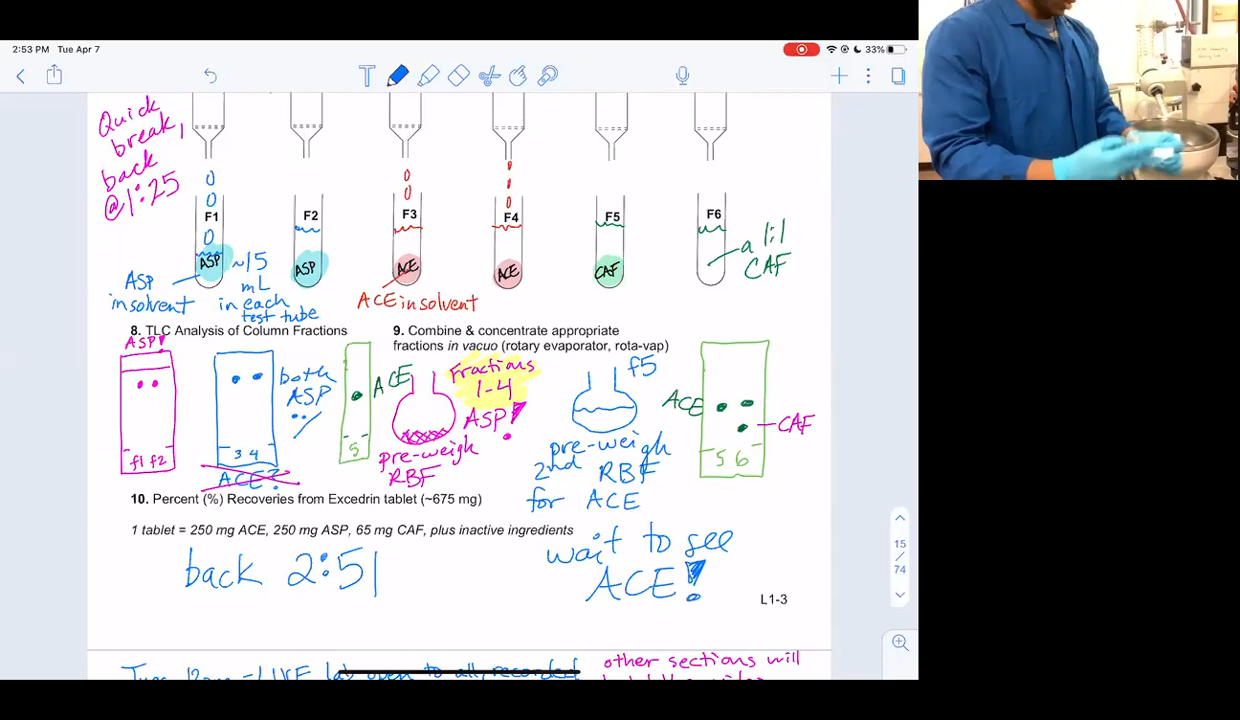 2:53 PM Tue Apr 7
33%
Quick
break,
back
@1:25
F1
F2
F3
F4
F5
F6
ASP
ASP
ACE
ACE
CAF
a lil
CAF
ASP
insolvent
~15
mL
in each
test tube
ACE insolvent
8. TLC Analysis of Column Fractions
9. Combine & concentrate appropriate
fractions in vacuo (rotary evaporator, rota-vap)
ASP!
f1 f2
both
ASP
3 4
ACE?
ACE
5
Fractions
1-4
ASP!
pre-weigh
RBF
f5
pre-weigh
2nd RBF
for ACE
ACE
CAF
5 6
10. Percent (%) Recoveries from Excedrin tablet (~675 mg)
1 tablet = 250 mg ACE, 250 mg ASP, 65 mg CAF, plus inactive ingredients
back 2:51
wait to see
ACE!
L1-3
15
/
74
open to all, recorded
other sections will